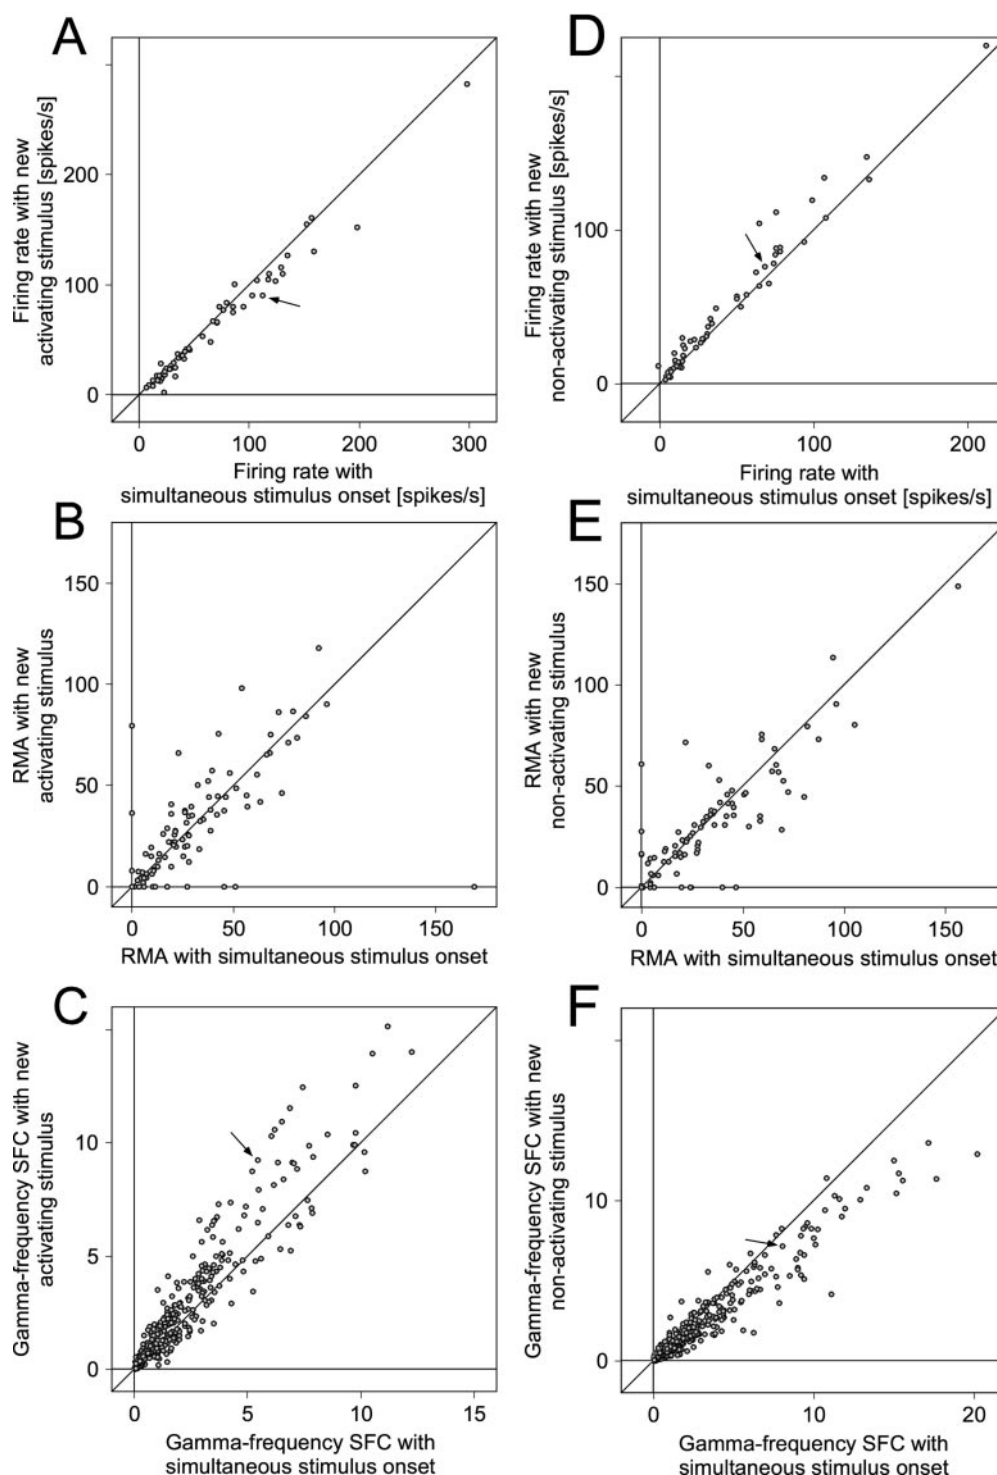 A
Firing rate with new
activating stimulus [spikes/s]
200
100
0
0 100 200 300
Firing rate with
simultaneous stimulus onset [spikes/s]
D
Firing rate with new
non-activating stimulus [spikes/s]
100
0
0 100 200
Firing rate with
simultaneous stimulus onset [spikes/s]
B
RMA with new
activating stimulus
150
100
50
0
0 50 100 150
RMA with simultaneous stimulus onset
E
RMA with new
non-activating stimulus
150
100
50
0
0 50 100 150
RMA with simultaneous stimulus onset
C
Gamma-frequency SFC with new
activating stimulus
10
5
0
0 5 10 15
Gamma-frequency SFC with
simultaneous stimulus onset
F
Gamma-frequency SFC with new
non-activating stimulus
10
0
0 10 20
Gamma-frequency SFC with
simultaneous stimulus onset